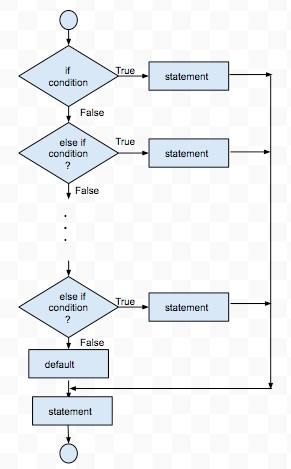 if
condition
True
statement
False
else if
condition
?
True
statement
False
else if
condition
?
True
statement
False
default
statement